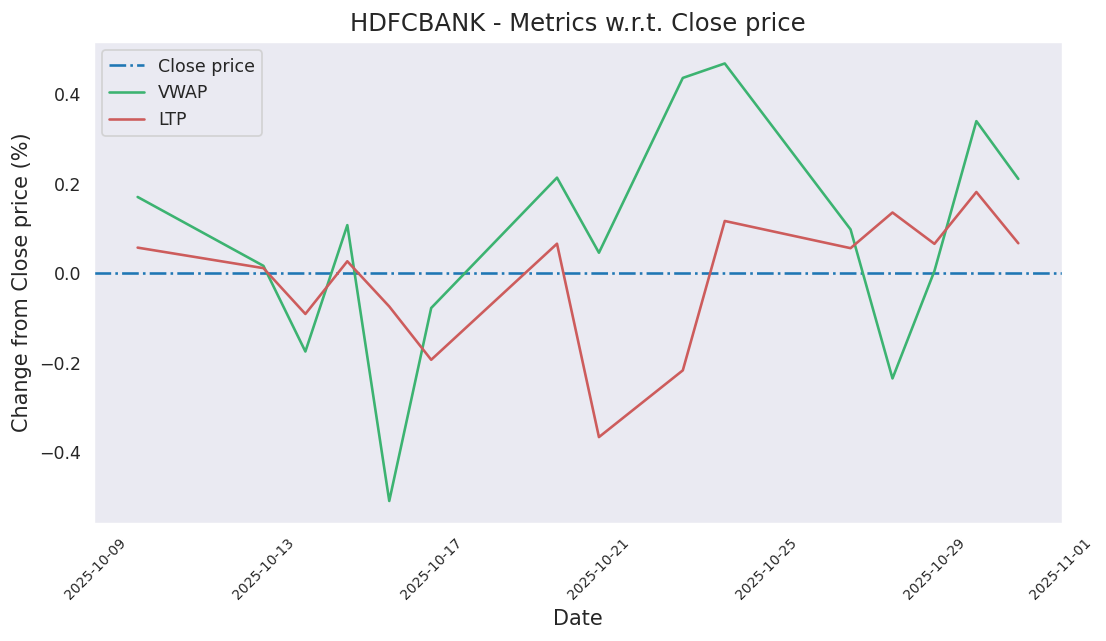 HDFCBANK - Metrics w.r.t. Close price
Close price
VWAP
LTP
Change from Close price (%)
0.4
0.2
0.0
−0.2
−0.4
2025-10-09
2025-10-13
2025-10-17
2025-10-21
2025-10-25
2025-10-29
2025-11-01
Date